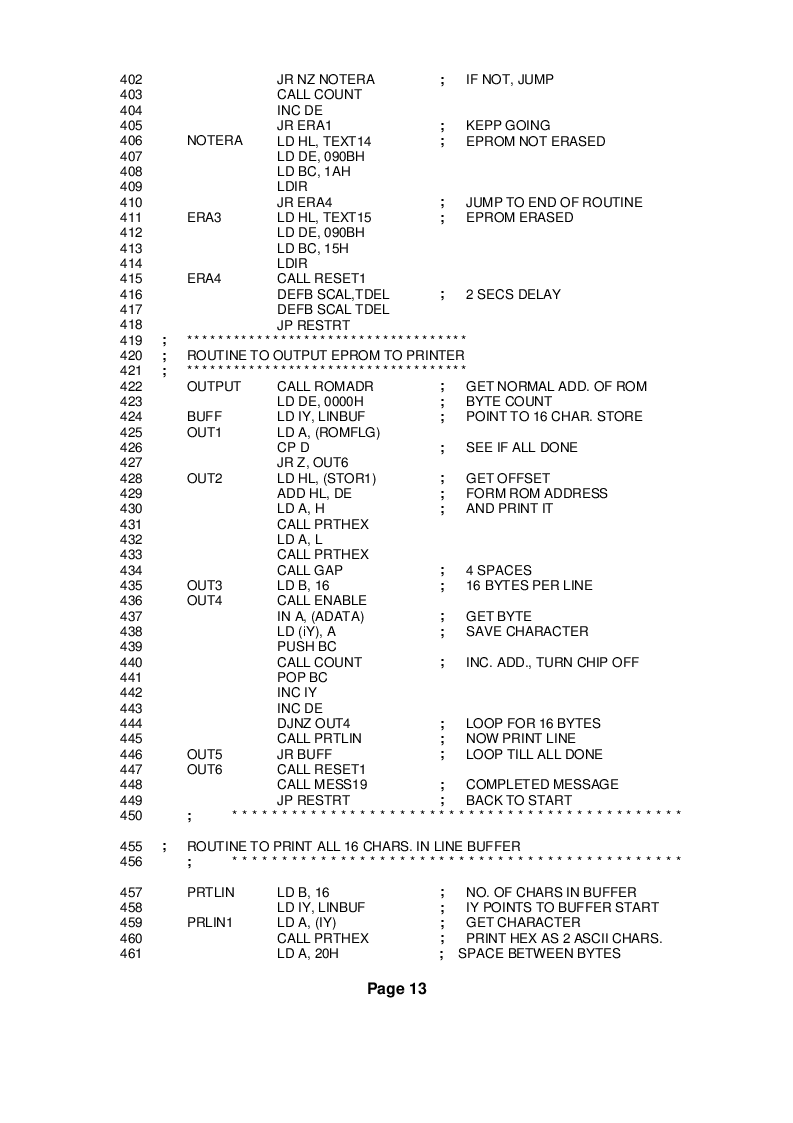 402 JR NZ NOTERA ; IF NOT, JUMP
403 CALL COUNT
404 INC DE
405 JR ERA1 ; KEPP GOING
406 NOTERA LD HL, TEXT14 ; EPROM NOT ERASED
407 LD DE, 090BH
408 LD BC, 1AH
409 LDIR
410 JR ERA4 ; JUMP TO END OF ROUTINE
411 ERA3 LD HL, TEXT15 ; EPROM ERASED
412 LD DE, 090BH
413 LD BC, 15H
414 LDIR
415 ERA4 CALL RESET1
416 DEFB SCAL,TDEL ; 2 SECS DELAY
417 DEFB SCAL TDEL
418 JP RESTRT
419 ; ************************************
420 ; ROUTINE TO OUTPUT EPROM TO PRINTER
421 ; ************************************
422 OUTPUT CALL ROMADR ; GET NORMAL ADD. OF ROM
423 LD DE, 0000H ; BYTE COUNT
424 BUFF LD IY, LINBUF ; POINT TO 16 CHAR. STORE
425 OUT1 LD A, (ROMFLG)
426 CP D ; SEE IF ALL DONE
427 JR Z, OUT6
428 OUT2 LD HL, (STOR1) ; GET OFFSET
429 ADD HL, DE ; FORM ROM ADDRESS
430 LD A, H ; AND PRINT IT
431 CALL PRTHEX
432 LD A, L
433 CALL PRTHEX
434 CALL GAP ; 4 SPACES
435 OUT3 LD B, 16 ; 16 BYTES PER LINE
436 OUT4 CALL ENABLE
437 IN A, (ADATA) ; GET BYTE
438 LD (iY), A ; SAVE CHARACTER
439 PUSH BC
440 CALL COUNT ; INC. ADD., TURN CHIP OFF
441 POP BC
442 INC IY
443 INC DE
444 DJNZ OUT4 ; LOOP FOR 16 BYTES
445 CALL PRTLIN ; NOW PRINT LINE
446 OUT5 JR BUFF ; LOOP TILL ALL DONE
447 OUT6 CALL RESET1
448 CALL MESS19 ; COMPLETED MESSAGE
449 JP RESTRT ; BACK TO START
450 ; * * * * * * * * * * * * * * * * * * * * * * * * * * * * * * * * * * * * * * * * * * * * *
455 ; ROUTINE TO PRINT ALL 16 CHARS. IN LINE BUFFER
456 ; * * * * * * * * * * * * * * * * * * * * * * * * * * * * * * * * * * * * * * * * * * * * *
457 PRTLIN LD B, 16 ; NO. OF CHARS IN BUFFER
458 LD IY, LINBUF ; IY POINTS TO BUFFER START
459 PRLIN1 LD A, (IY) ; GET CHARACTER
460 CALL PRTHEX ; PRINT HEX AS 2 ASCII CHARS.
461 LD A, 20H ; SPACE BETWEEN BYTES
Page 13